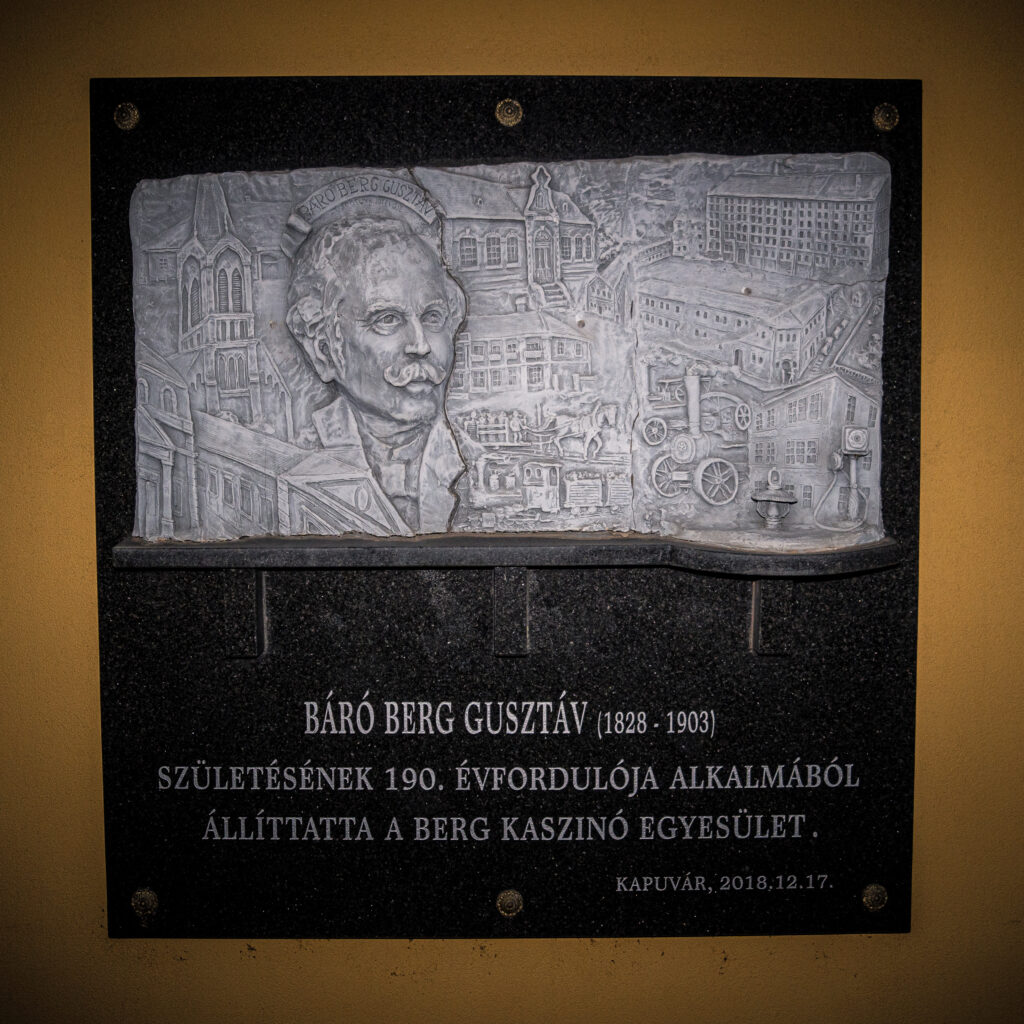 BÁRÓ BERG GUSZTÁV
BÁRÓ BERG GUSZTÁV (1828 - 1903)
SZÜLETÉSÉNEK 190. ÉVFORDULÓJA ALKALMÁBÓL
ÁLLÍTTATTA A BERG KASZINÓ EGYESÜLET.
KAPUVÁR, 2018.12.17.